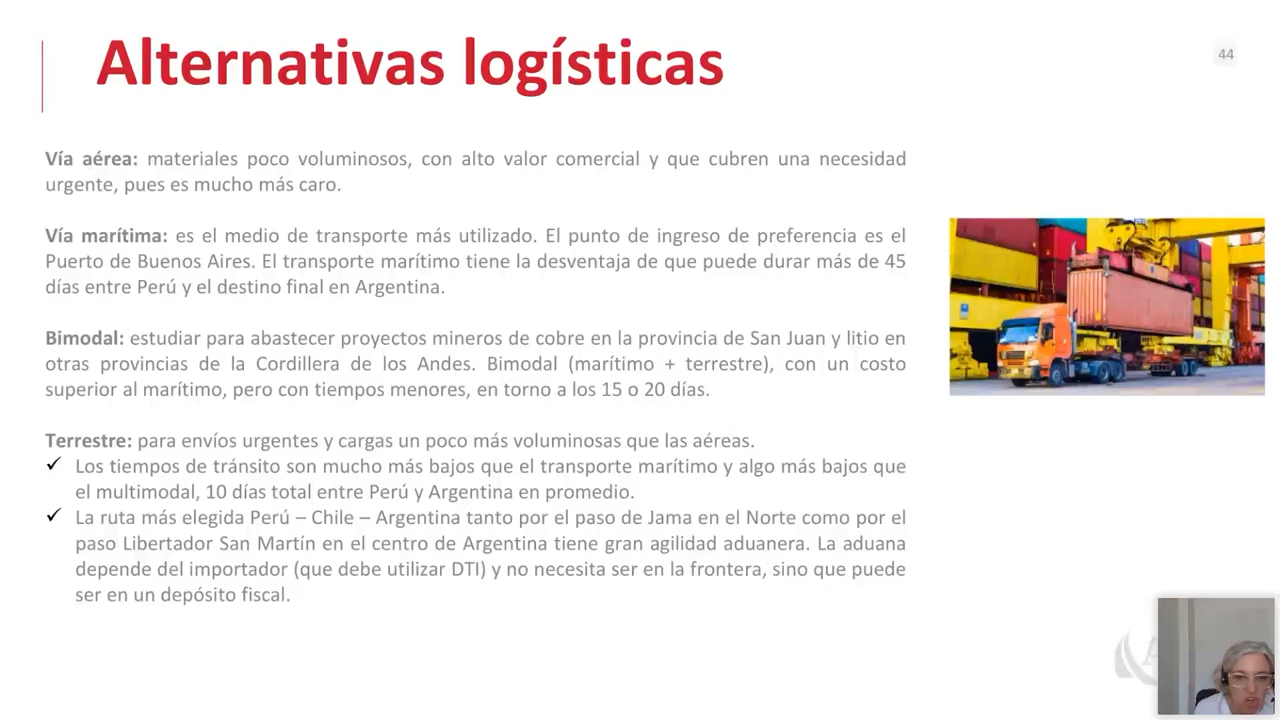 Alternativas logísticas
44
Vía aérea: materiales poco voluminosos, con alto valor comercial y que cubren una necesidad
urgente, pues es mucho más caro.
Vía marítima: es el medio de transporte más utilizado. El punto de ingreso de preferencia es el
Puerto de Buenos Aires. El transporte marítimo tiene la desventaja de que puede durar más de 45
días entre Perú y el destino final en Argentina.
Bimodal: estudiar para abastecer proyectos mineros de cobre en la provincia de San Juan y litio en
otras provincias de la Cordillera de los Andes. Bimodal (marítimo + terrestre), con un costo
superior al marítimo, pero con tiempos menores, en torno a los 15 o 20 días.
Terrestre: para envíos urgentes y cargas un poco más voluminosas que las aéreas.
✓ Los tiempos de tránsito son mucho más bajos que el transporte marítimo y algo más bajos que
el multimodal, 10 días total entre Perú y Argentina en promedio.
✓ La ruta más elegida Perú – Chile – Argentina tanto por el paso de Jama en el Norte como por el
paso Libertador San Martín en el centro de Argentina tiene gran agilidad aduanera. La aduana
depende del importador (que debe utilizar DTI) y no necesita ser en la frontera, sino que puede
ser en un depósito fiscal.